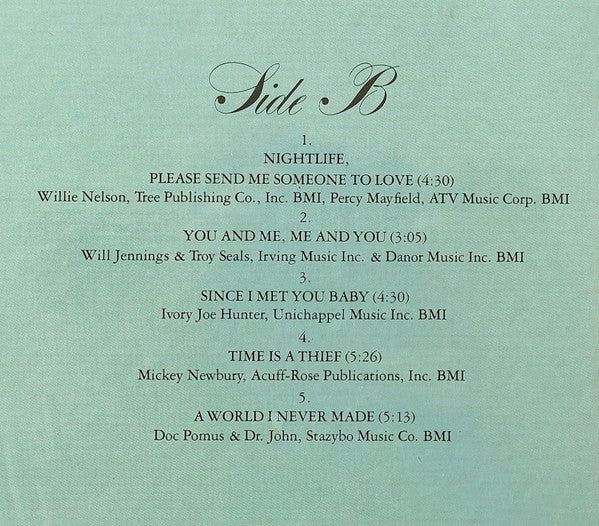 Side B
1.
NIGHTLIFE,
PLEASE SEND ME SOMEONE TO LOVE (4:30)
Willie Nelson, Tree Publishing Co., Inc. BMI, Percy Mayfield, ATV Music Corp. BMI
2.
YOU AND ME, ME AND YOU (3:05)
Will Jennings & Troy Seals, Irving Music Inc. & Danor Music Inc. BMI
3.
SINCE I MET YOU BABY (4:30)
Ivory Joe Hunter, Unichappel Music Inc. BMI
4.
TIME IS A THIEF (5:26)
Mickey Newbury, Acuff-Rose Publications, Inc. BMI
5.
A WORLD I NEVER MADE (5:13)
Doc Pomus & Dr. John, Stazybo Music Co. BMI